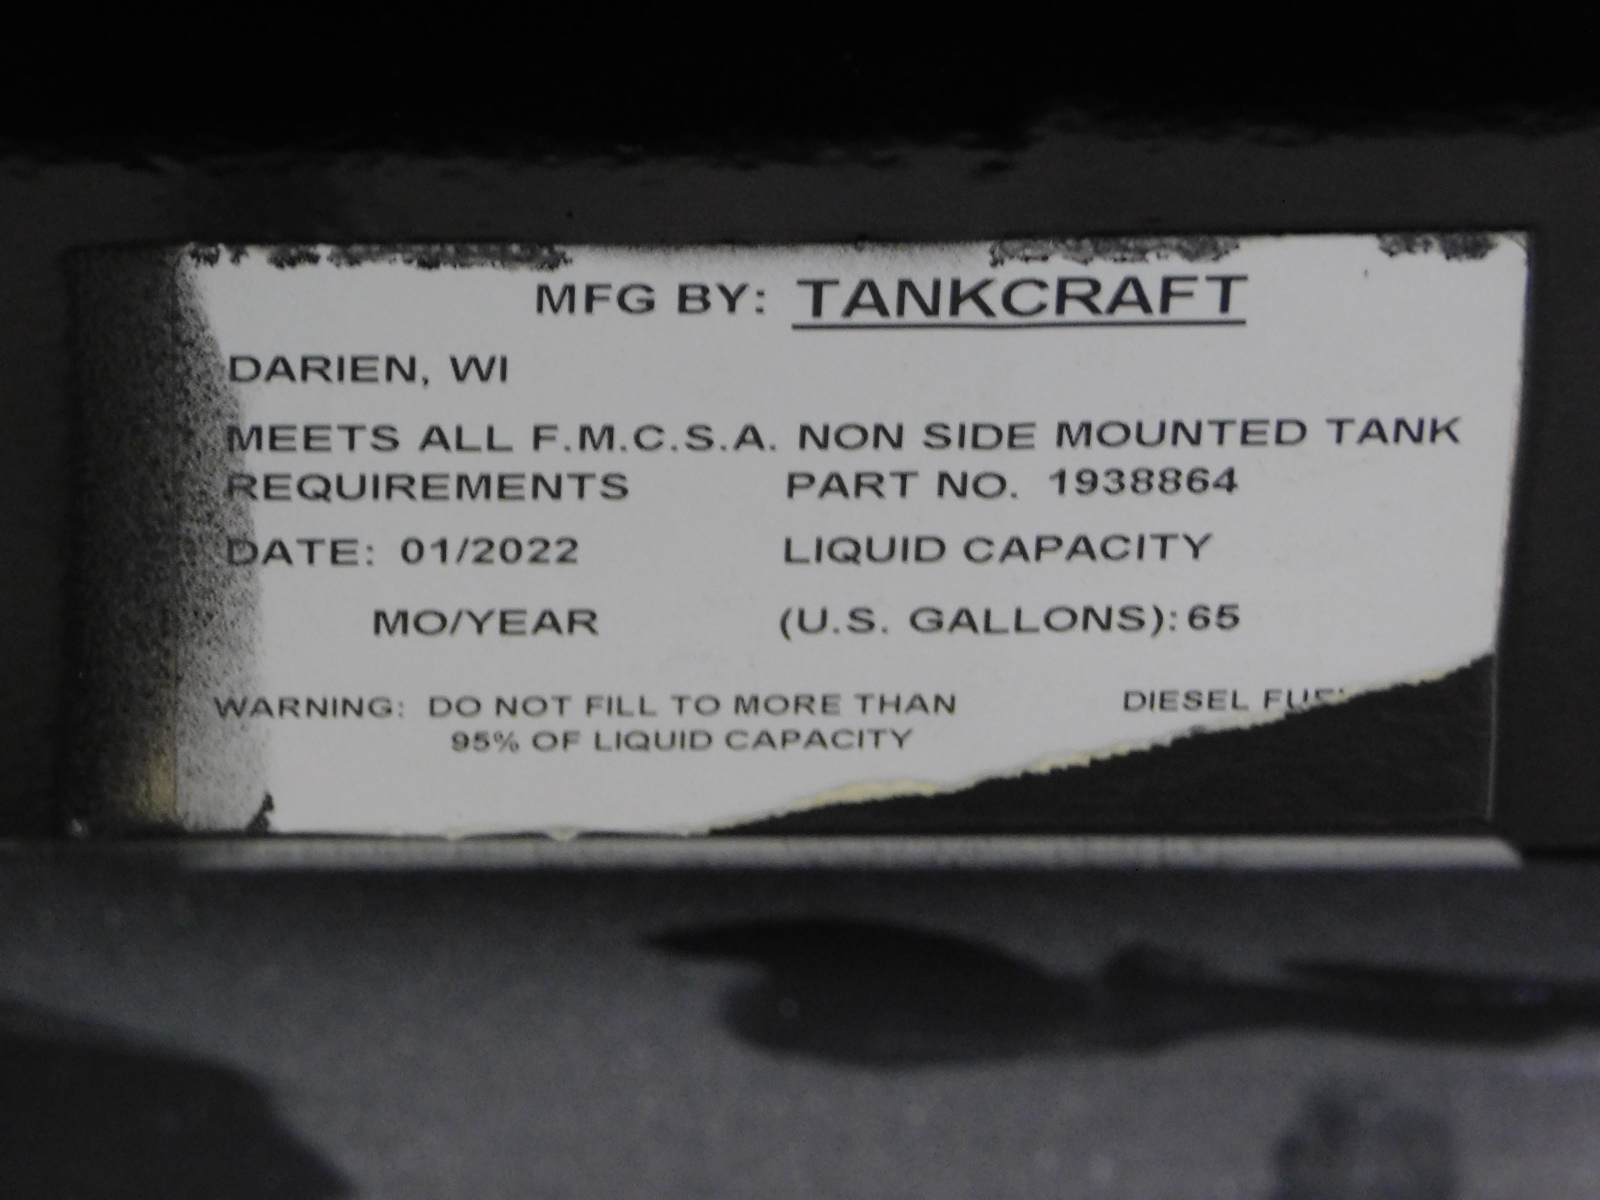 MFG BY: TANKCRAFT
DARIEN, WI
MEETS ALL F.M.C.S.A. NON SIDE MOUNTED TANK
REQUIREMENTS PART NO. 1938864
DATE: 01/2022 LIQUID CAPACITY
MO/YEAR (U.S. GALLONS): 65
WARNING: DO NOT FILL TO MORE THAN DIESEL
95% OF LIQUID CAPACITY